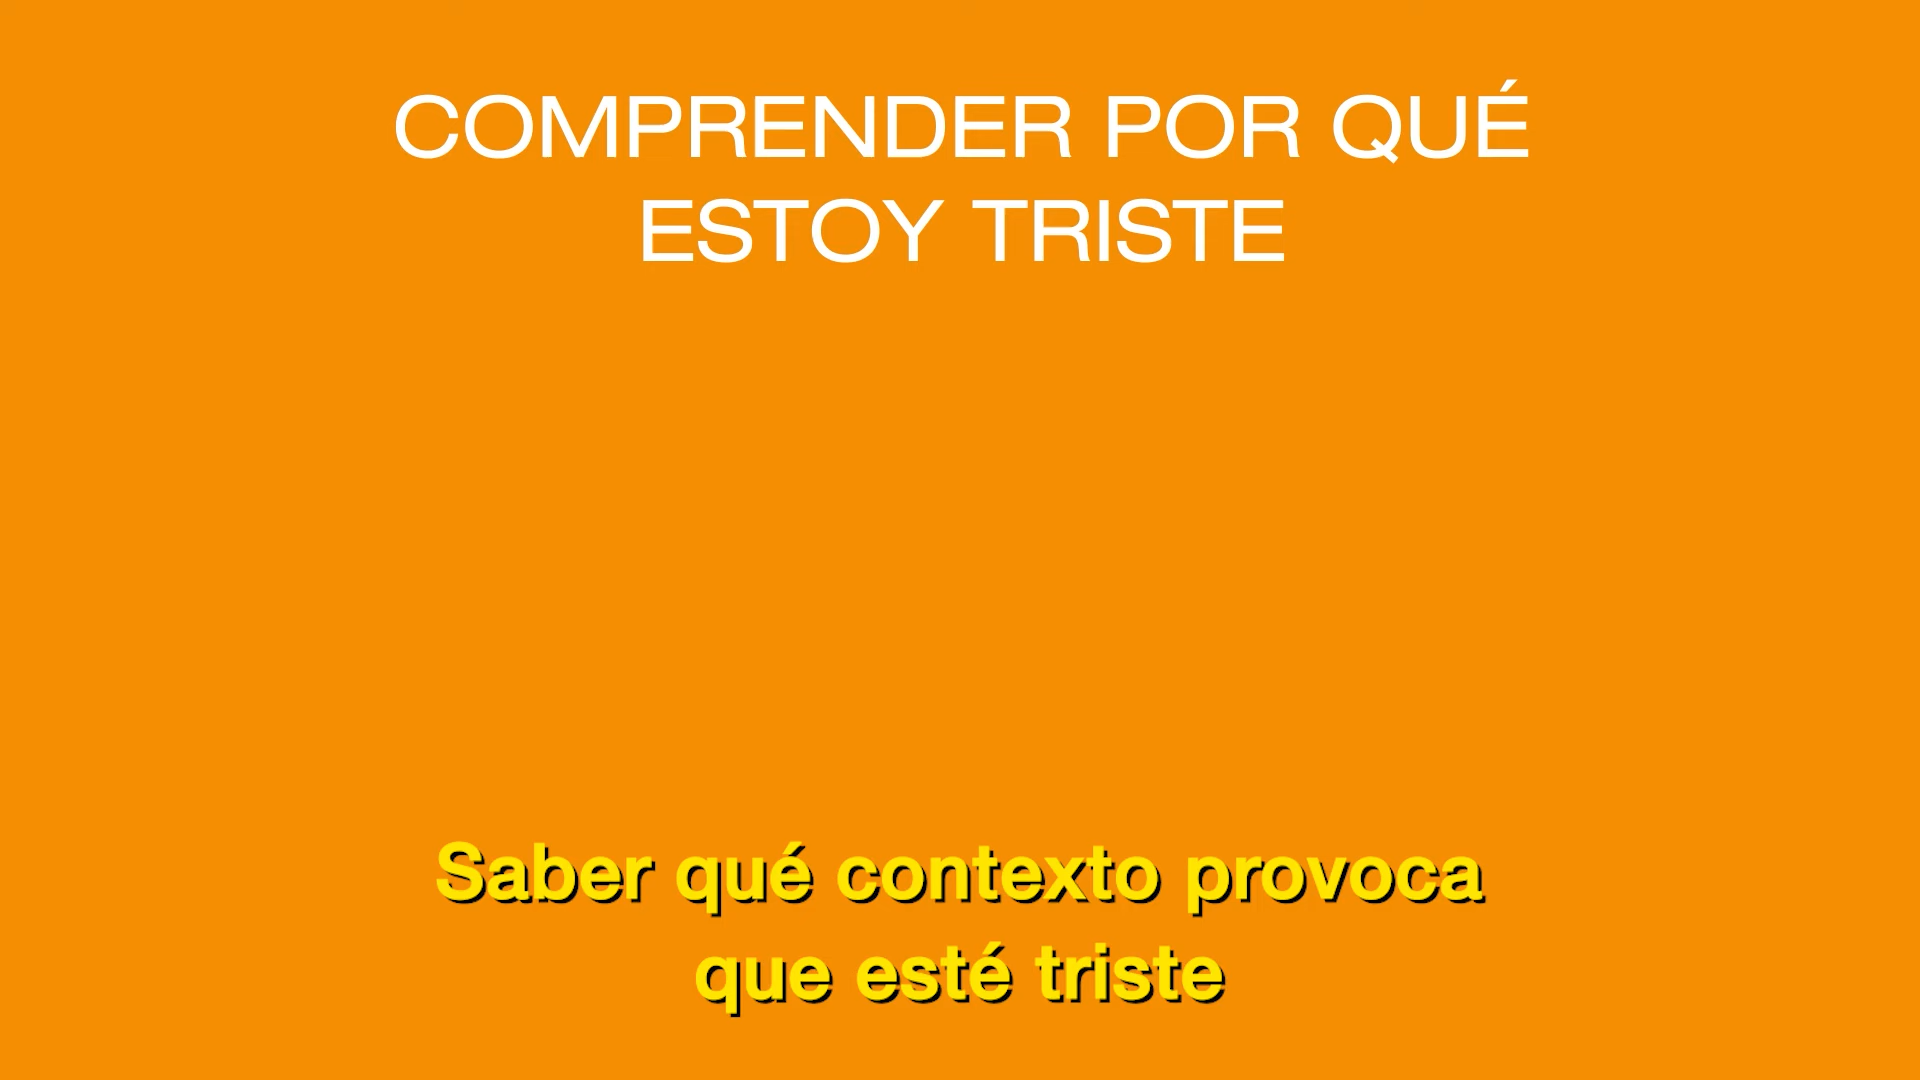 COMPRENDER POR QUÉ
ESTOY TRISTE
Saber qué contexto provoca
que esté triste